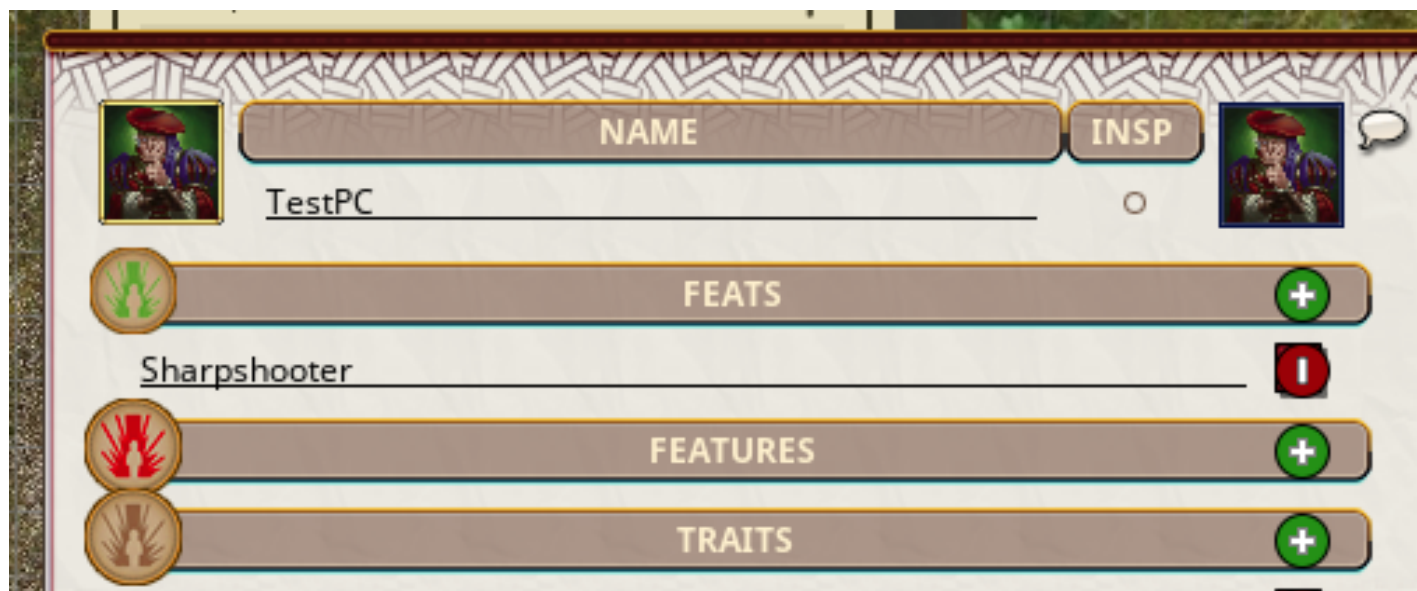 NAME
INSP
TestPC
FEATS
Sharpshooter
FEATURES
TRAITS